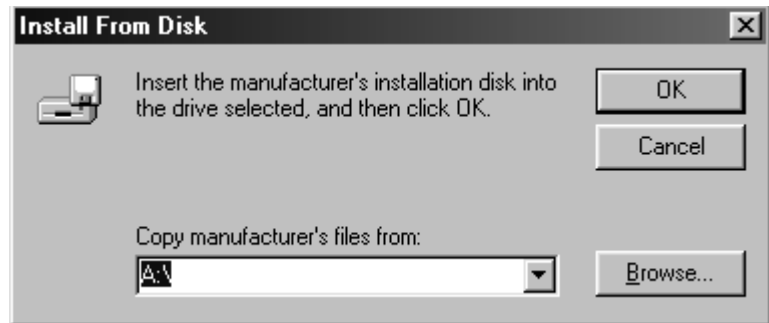 Install From Disk
Insert the manufacturer's installation disk into
the drive selected, and then click OK.
OK
Cancel
Copy manufacturer's files from:
A:\
Browse...